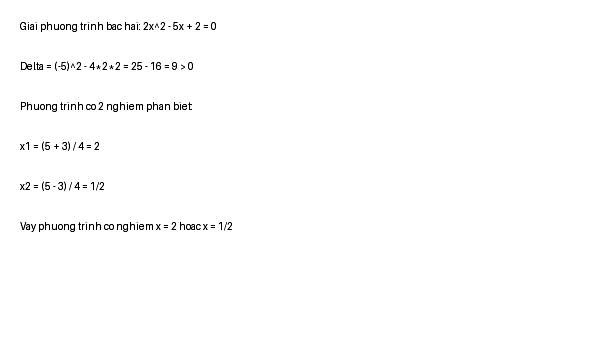 Giai phuong trinh bac hai: 2x^2 - 5x + 2 = 0
Delta = (-5)^2 - 4*2*2 = 25 - 16 = 9 > 0
Phuong trinh co 2 nghiem phan biet:
x1 = (5 + 3) / 4 = 2
x2 = (5 - 3) / 4 = 1/2
Vay phuong trinh co nghiem x = 2 hoac x = 1/2